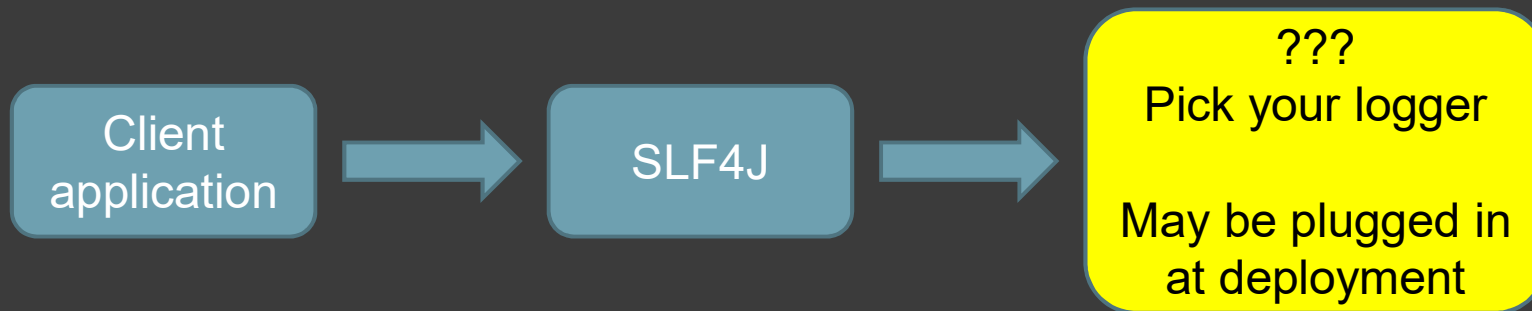 Client
application
SLF4J
???
Pick your logger
May be plugged in
at deployment